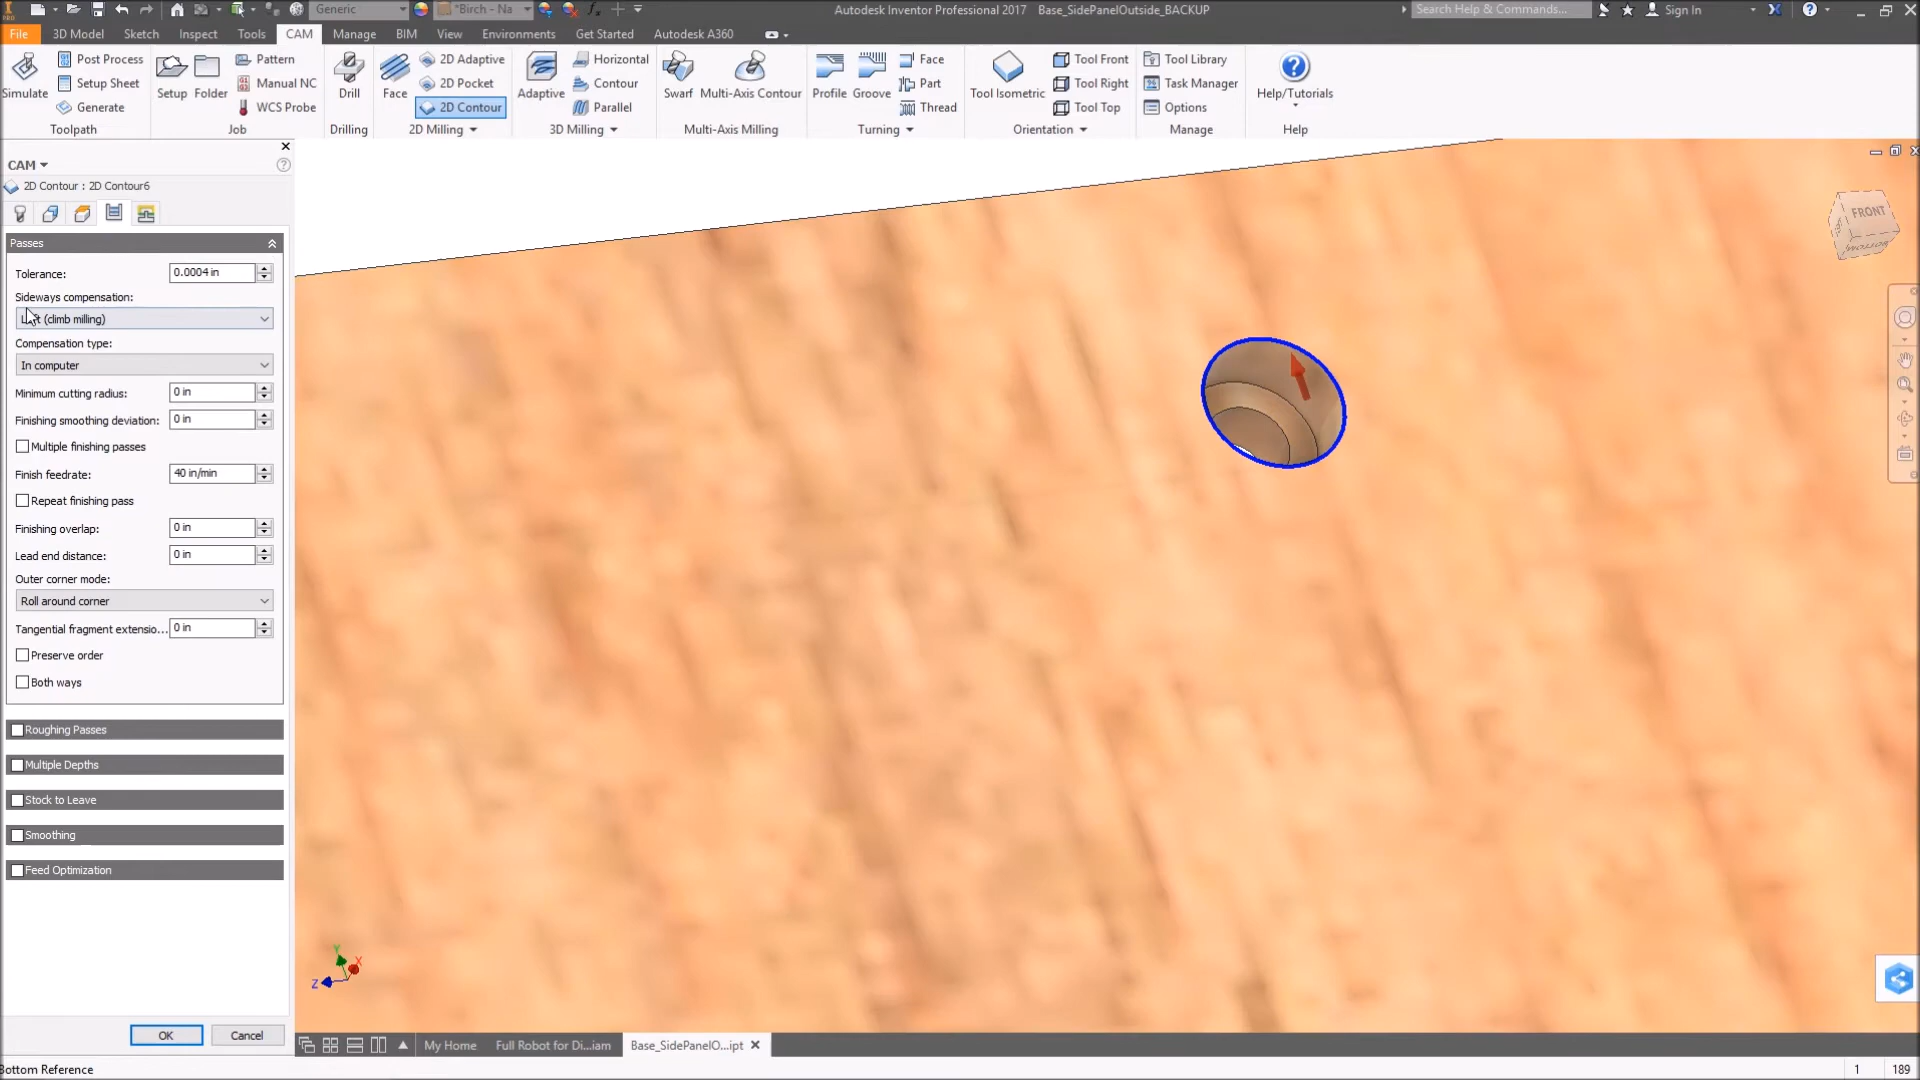 PRO
Generic
*Birch - Na
Autodesk Inventor Professional 2017 Base_SidePanelOutside_BACKUP
Search Help & Commands...
Sign In
File
3D Model
Sketch
Inspect
Tools
CAM
Manage
BIM
View
Environments
Get Started
Autodesk A360
Simulate
Post Process
Setup Sheet
Generate
Toolpath
Setup
Folder
Pattern
Manual NC
WCS Probe
Job
Drill
Drilling
Face
2D Adaptive
2D Pocket
2D Contour
2D Milling
Adaptive
Horizontal
Contour
Parallel
3D Milling
Swarf
Multi-Axis Contour
Multi-Axis Milling
Profile
Groove
Face
Part
Thread
Turning
Tool Isometric
Tool Front
Tool Right
Tool Top
Orientation
Tool Library
Task Manager
Options
Manage
Help/Tutorials
Help
CAM
2D Contour : 2D Contour6
Passes
Tolerance: 0.0004 in
Sideways compensation:
(climb milling)
Compensation type:
In computer
Minimum cutting radius: 0 in
Finishing smoothing deviation: 0 in
Multiple finishing passes
Finish feedrate: 40 in/min
Repeat finishing pass
Finishing overlap: 0 in
Lead end distance: 0 in
Outer corner mode:
Roll around corner
Tangential fragment extensio... 0 in
Preserve order
Both ways
Roughing Passes
Multiple Depths
Stock to Leave
Smoothing
Feed Optimization
OK
Cancel
FRONT
Y
X
Z
My Home
Full Robot for Di...iam
Base_SidePanelO...ipt
Bottom Reference
1
189